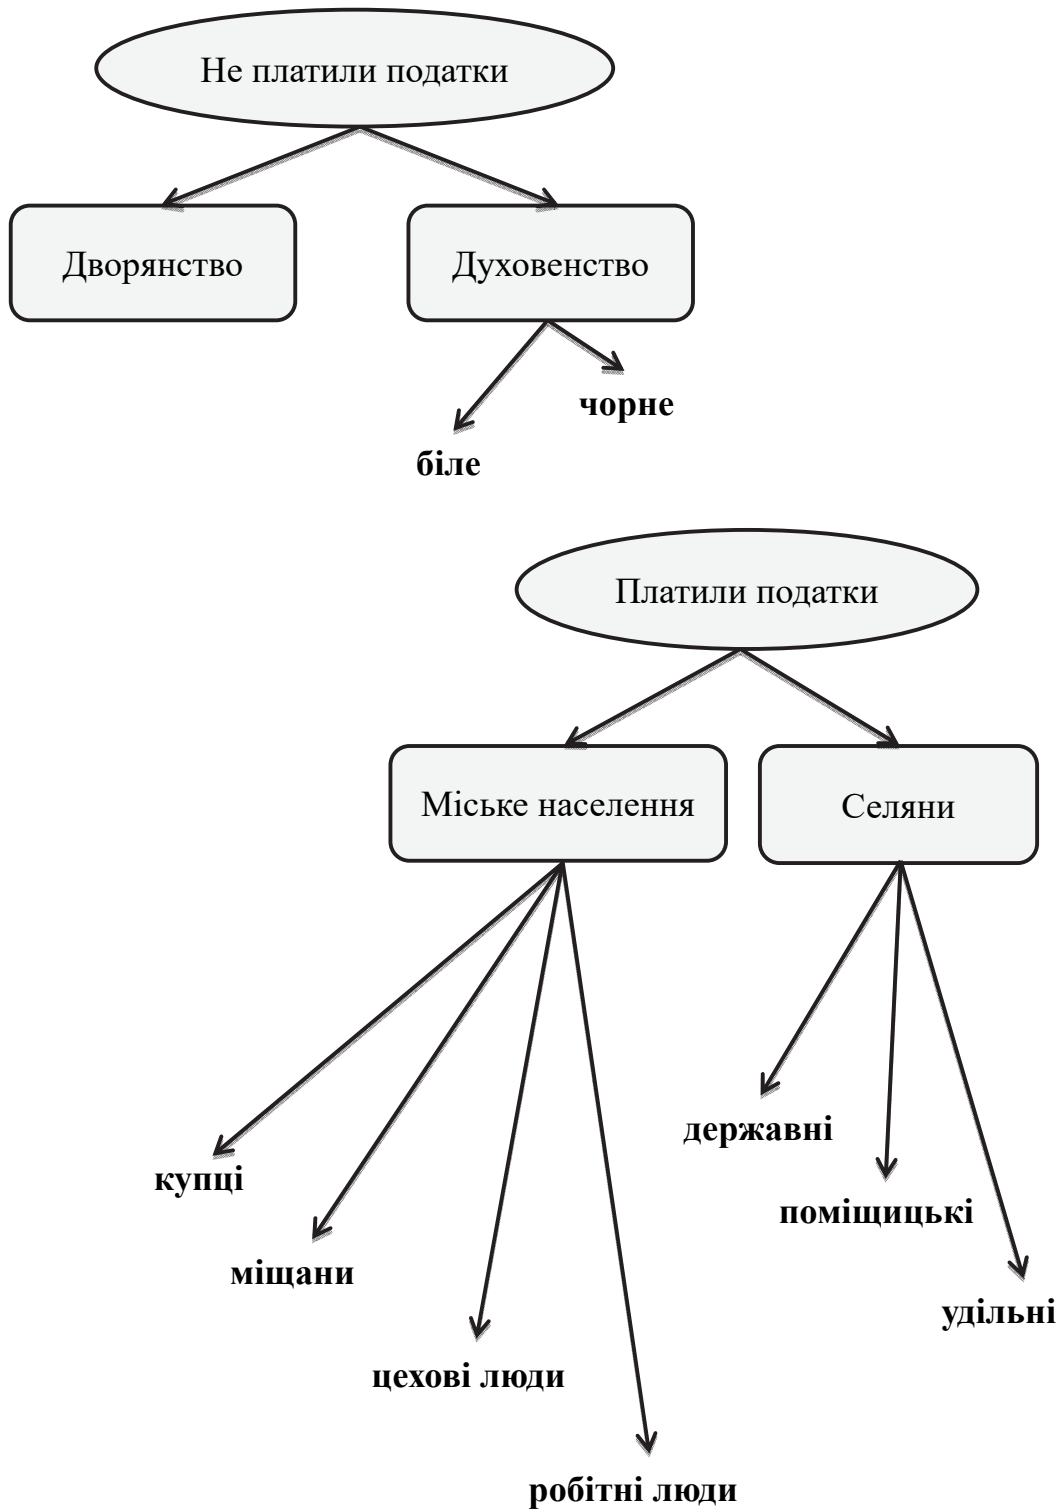 Не платили податки
Дворянство
Духовенство
чорне
біле
Платили податки
Міське населення
Селяни
державні
купці
поміщицькі
міщани
удільні
цехові люди
робітні люди